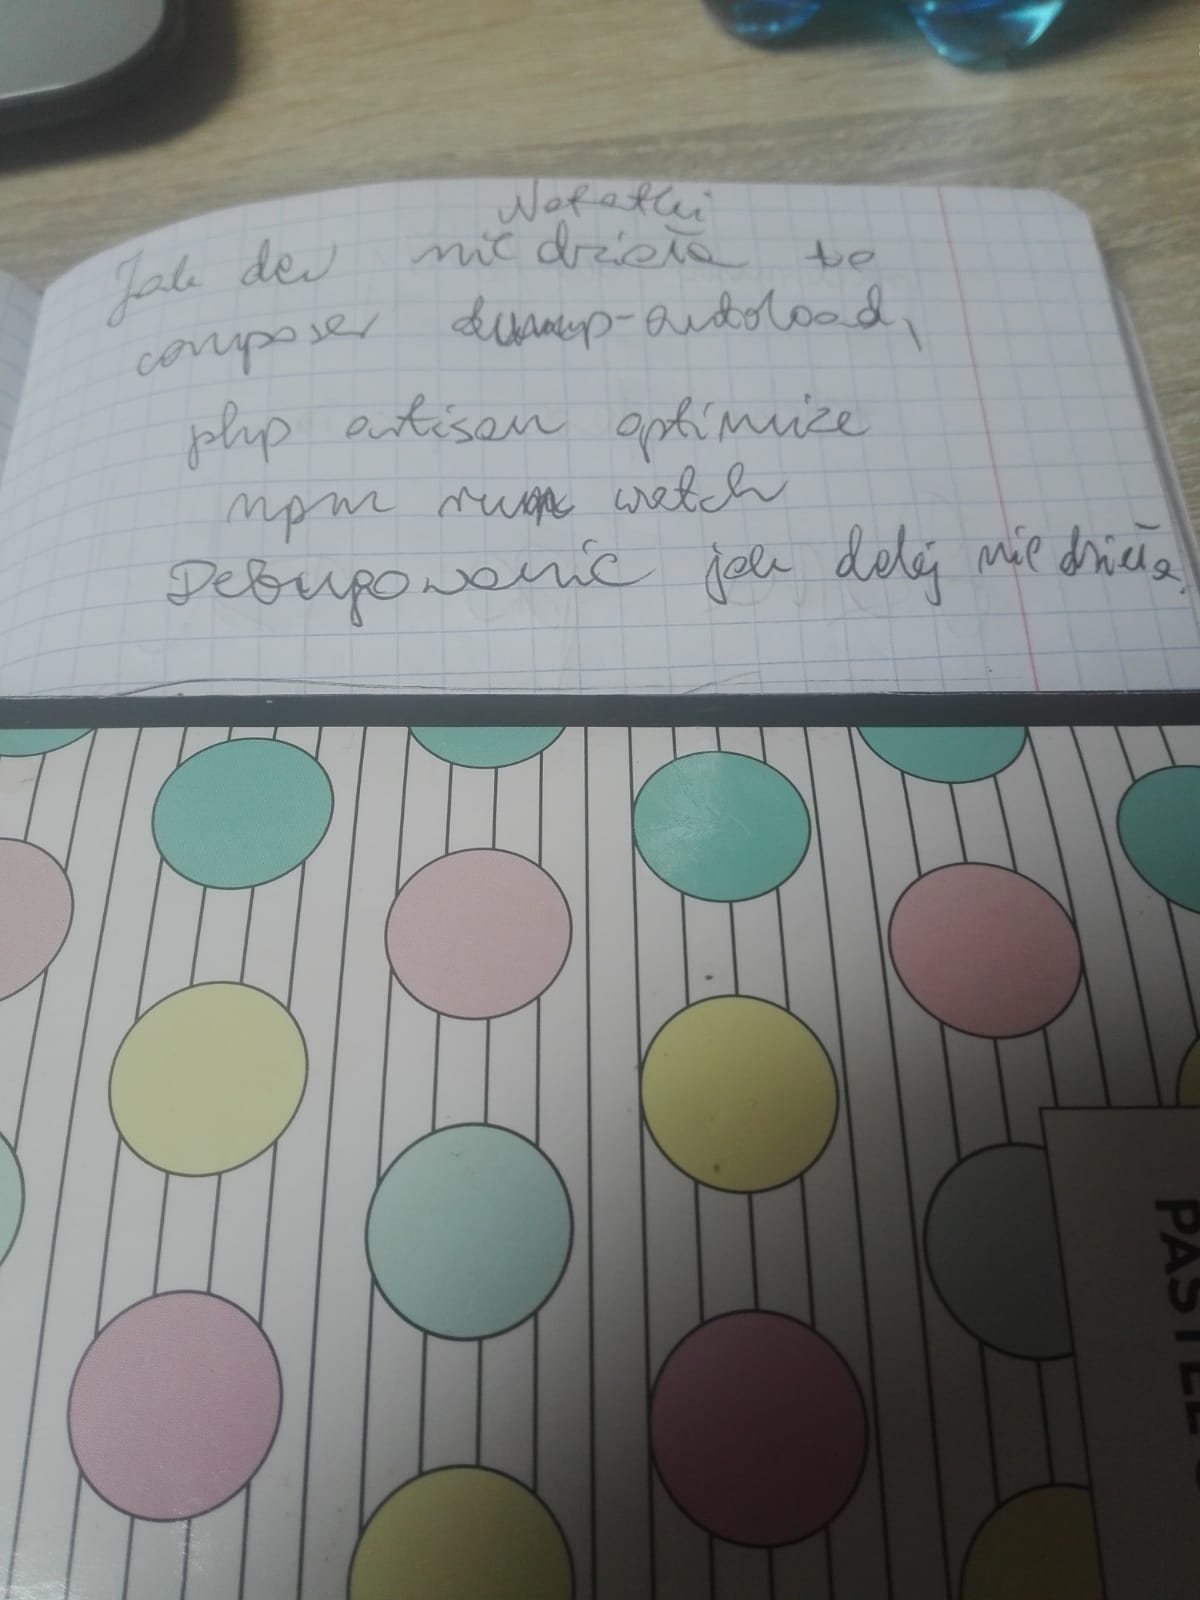 Notatki
Jak dev nie działa to
composer dump-autoload,
php artisan optimize
npm run watch
Debugowanie jak dalej nie działa.
PASTEL